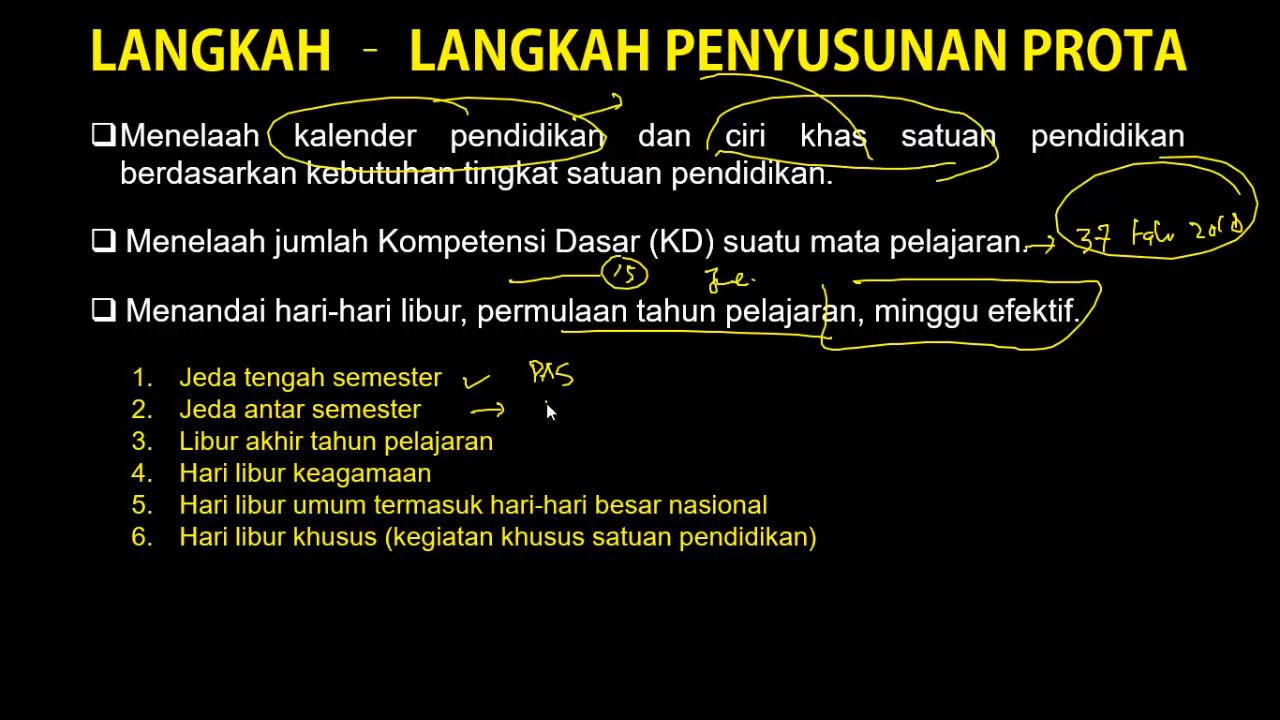 LANGKAH - LANGKAH PENYUSUNAN PROTA
❑Menelaah kalender pendidikan dan ciri khas satuan pendidikan
berdasarkan kebutuhan tingkat satuan pendidikan.
❑ Menelaah jumlah Kompetensi Dasar (KD) suatu mata pelajaran. → 37 2018
15
❑ Menandai hari-hari libur, permulaan tahun pelajaran, minggu efektif.
1. Jeda tengah semester ✓ PAS
2. Jeda antar semester →
3. Libur akhir tahun pelajaran
4. Hari libur keagamaan
5. Hari libur umum termasuk hari-hari besar nasional
6. Hari libur khusus (kegiatan khusus satuan pendidikan)